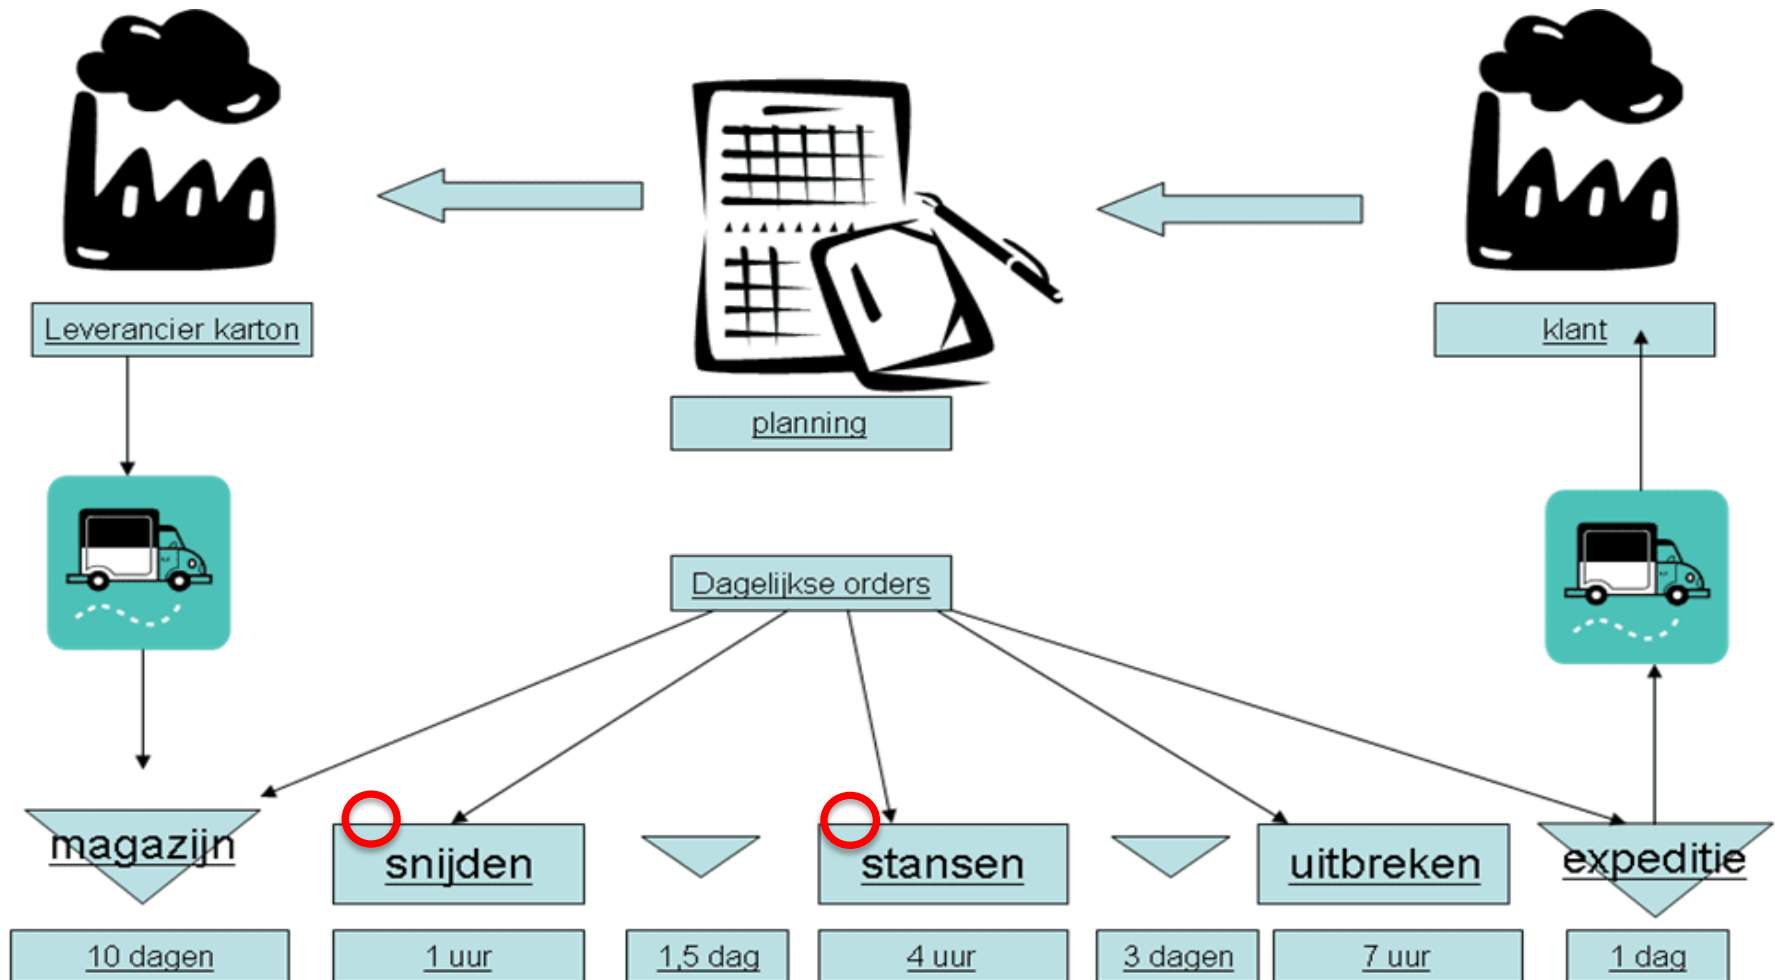 Leverancier karton
klant
planning
Dagelijkse orders
magazijn
snijden
stansen
uitbreken
expeditie
10 dagen
1 uur
1,5 dag
4 uur
3 dagen
7 uur
1 dag